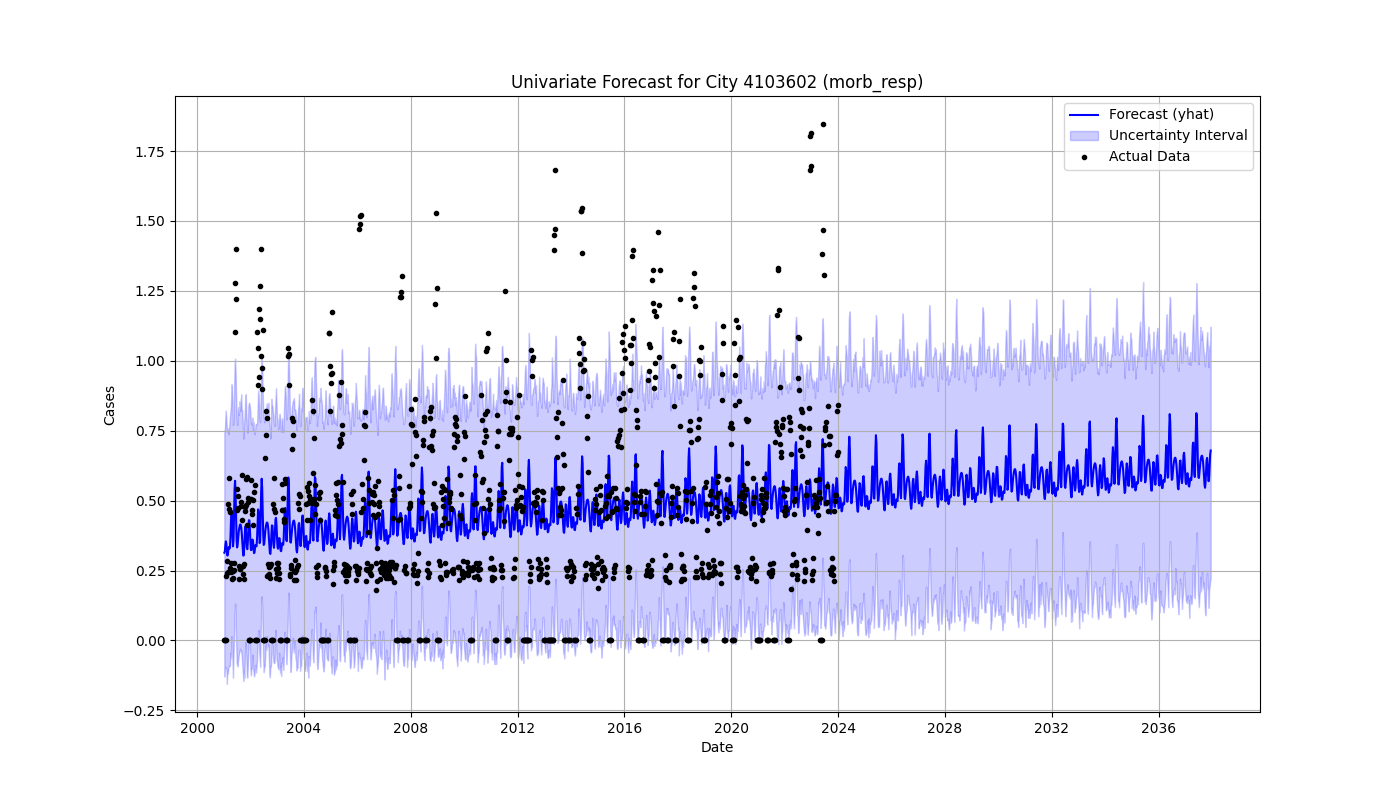 Univariate Forecast for City 4103602 (morb_resp)
Forecast (yhat)
Uncertainty Interval
Actual Data
Cases
1.75
1.50
1.25
1.00
0.75
0.50
0.25
0.00
−0.25
2000 2004 2008 2012 2016 2020 2024 2028 2032 2036
Date